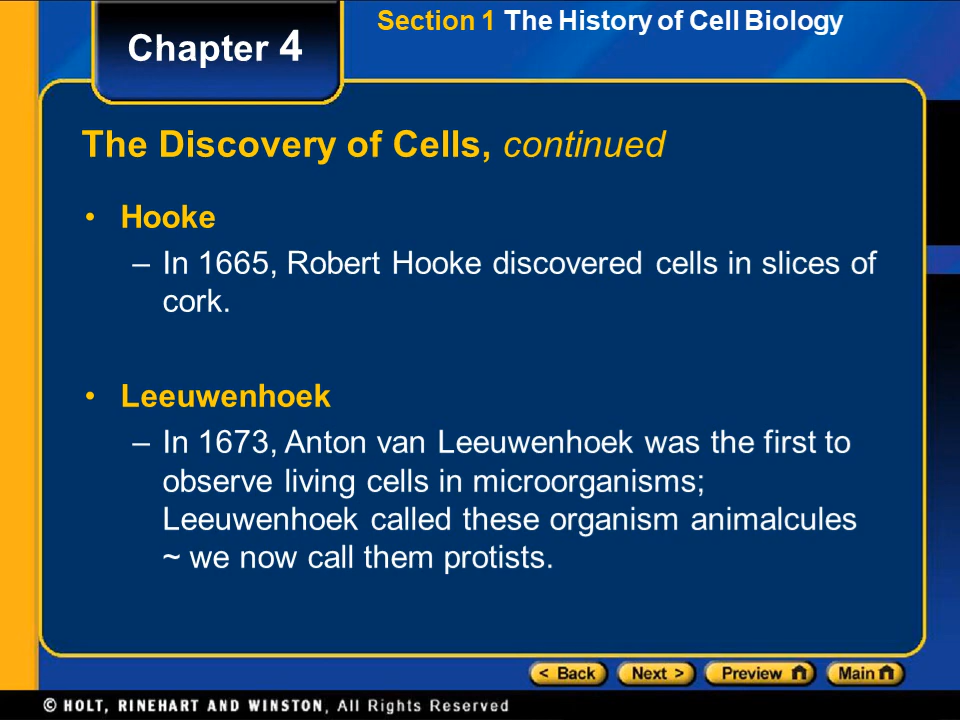 Section 1 The History of Cell Biology
Chapter 4
The Discovery of Cells, continued
• Hooke
– In 1665, Robert Hooke discovered cells in slices of
cork.
• Leeuwenhoek
– In 1673, Anton van Leeuwenhoek was the first to
observe living cells in microorganisms;
Leeuwenhoek called these organism animalcules
~ we now call them protists.
< Back Next > Preview Main
© HOLT, RINEHART AND WINSTON, All Rights Reserved